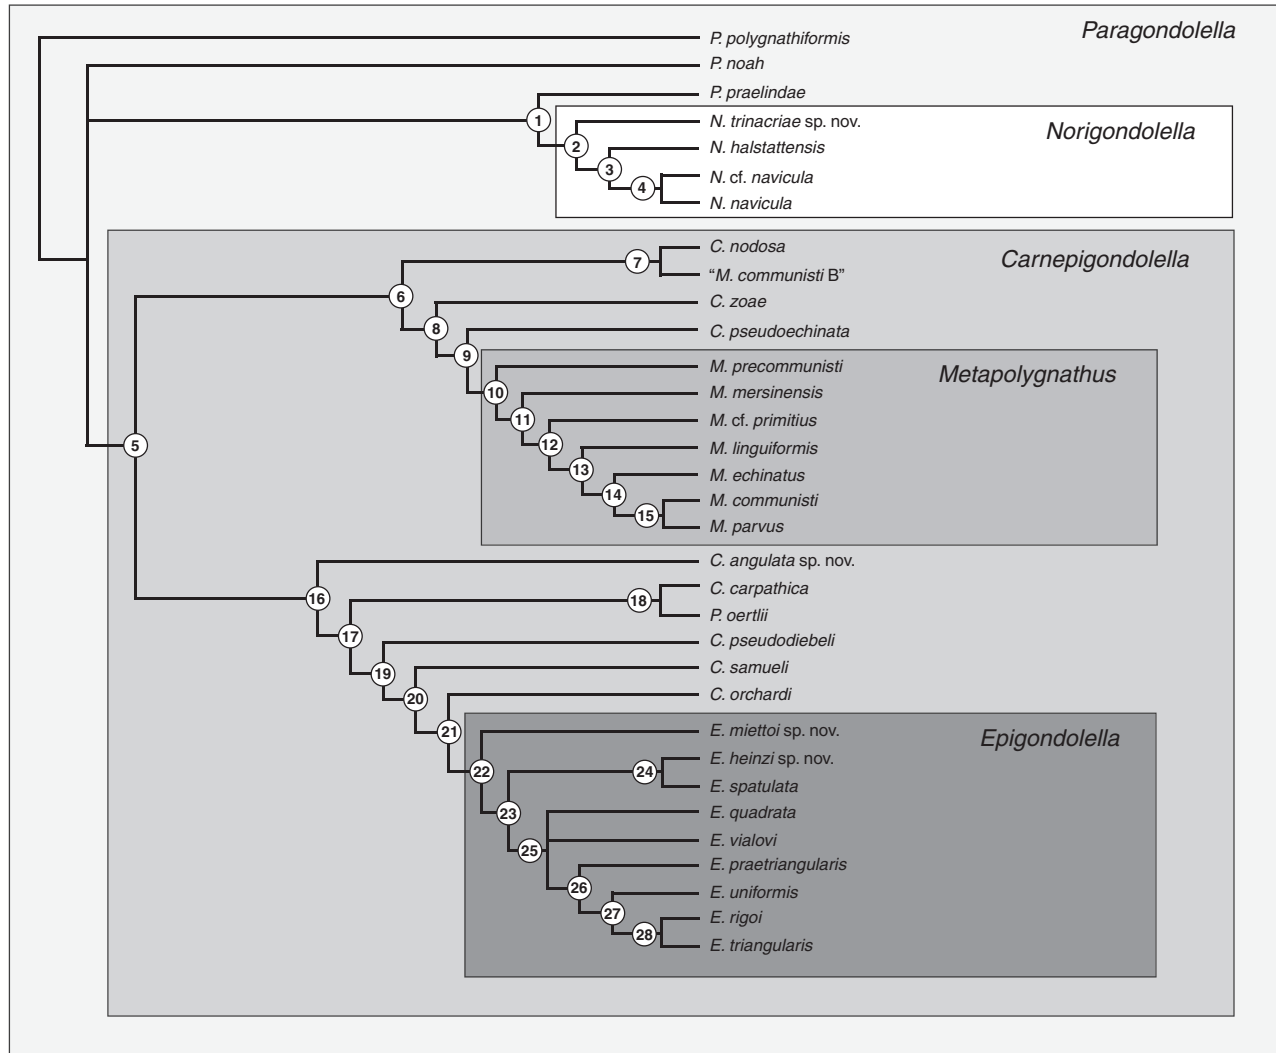 Paragondolella
P. polygnathiformis
P. noah
P. praelindae
1
Norigondolella
N. trinacriae sp. nov.
2
N. halstattensis
3
N. cf. navicula
4
N. navicula
Carnepigondolella
C. nodosa
7
"M. communisti B"
6
C. zoae
8
C. pseudoechinata
9
Metapolygnathus
M. precommunisti
10
M. mersinensis
11
M. cf. primitius
12
M. linguiformis
13
M. echinatus
14
M. communisti
15
M. parvus
5
C. angulata sp. nov.
16
C. carpathica
18
P. oertlii
17
C. pseudodiebeli
19
C. samueli
20
C. orchardi
21
Epigondolella
E. miettoi sp. nov.
22
E. heinzi sp. nov.
24
E. spatulata
23
E. quadrata
E. vialovi
25
E. praetriangularis
26
E. uniformis
27
E. rigoi
28
E. triangularis